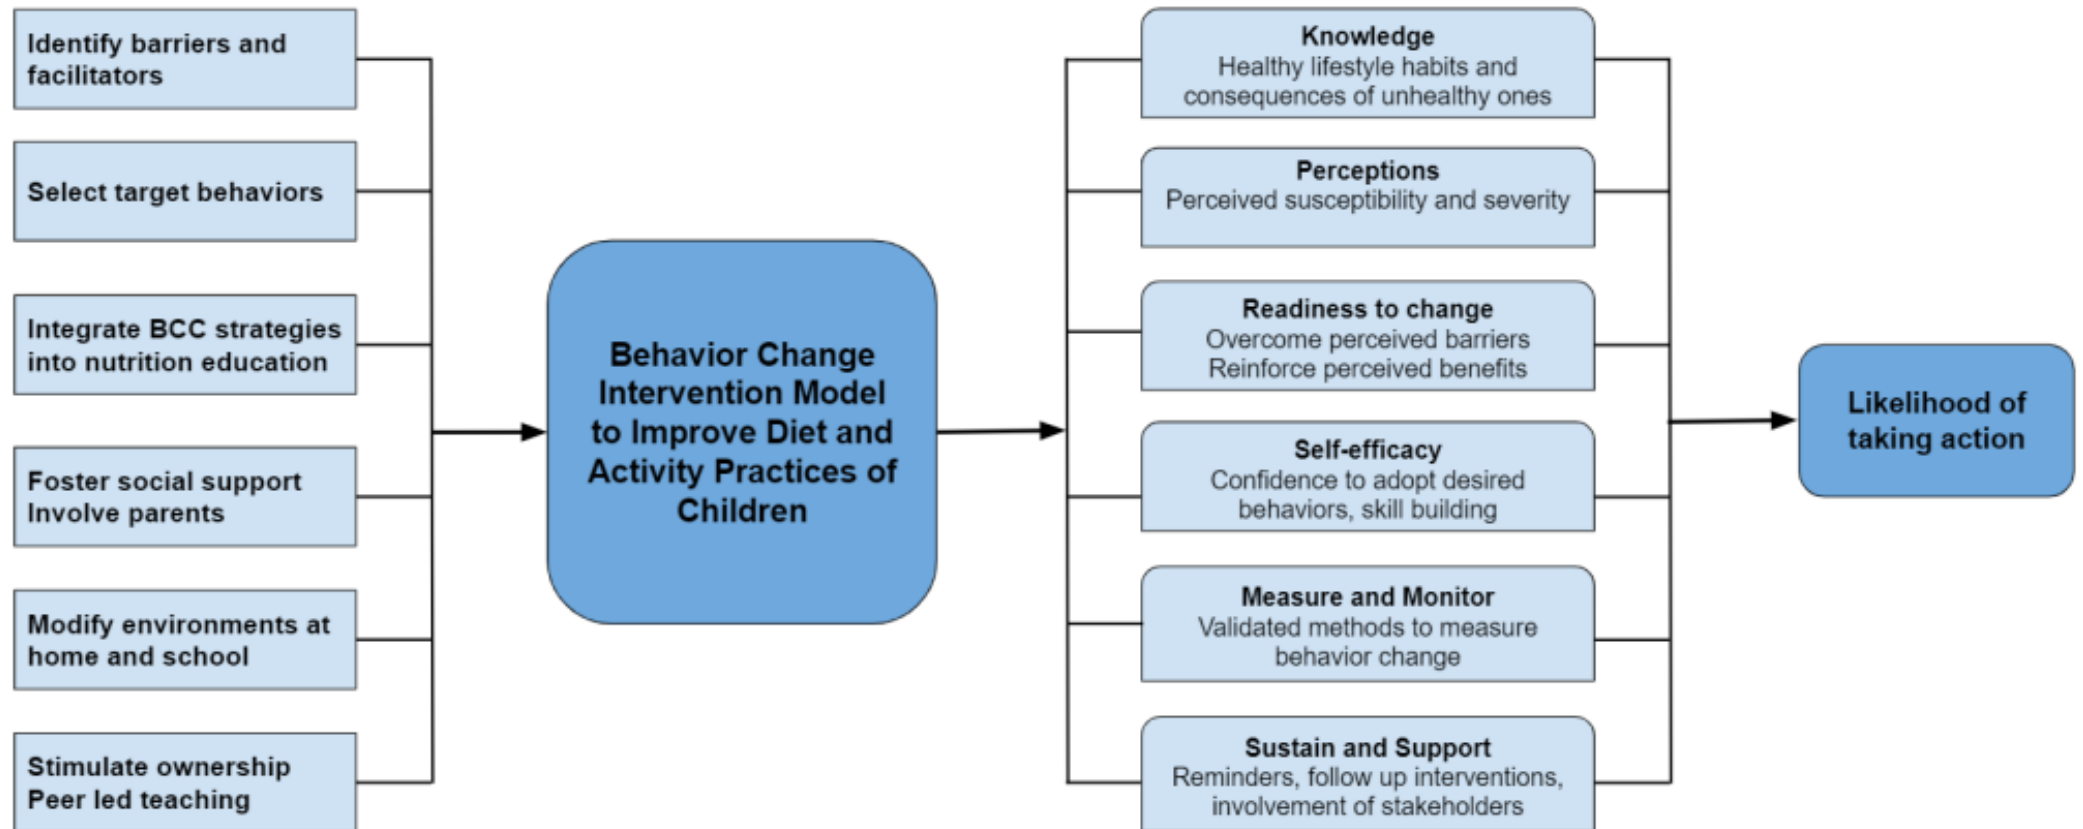 Identify barriers and
facilitators
Select target behaviors
Integrate BCC strategies
into nutrition education
Foster social support
Involve parents
Modify environments at
home and school
Stimulate ownership
Peer led teaching
Behavior Change
Intervention Model
to Improve Diet and
Activity Practices of
Children
Knowledge
Healthy lifestyle habits and
consequences of unhealthy ones
Perceptions
Perceived susceptibility and severity
Readiness to change
Overcome perceived barriers
Reinforce perceived benefits
Self-efficacy
Confidence to adopt desired
behaviors, skill building
Measure and Monitor
Validated methods to measure
behavior change
Sustain and Support
Reminders, follow up interventions,
involvement of stakeholders
Likelihood of
taking action